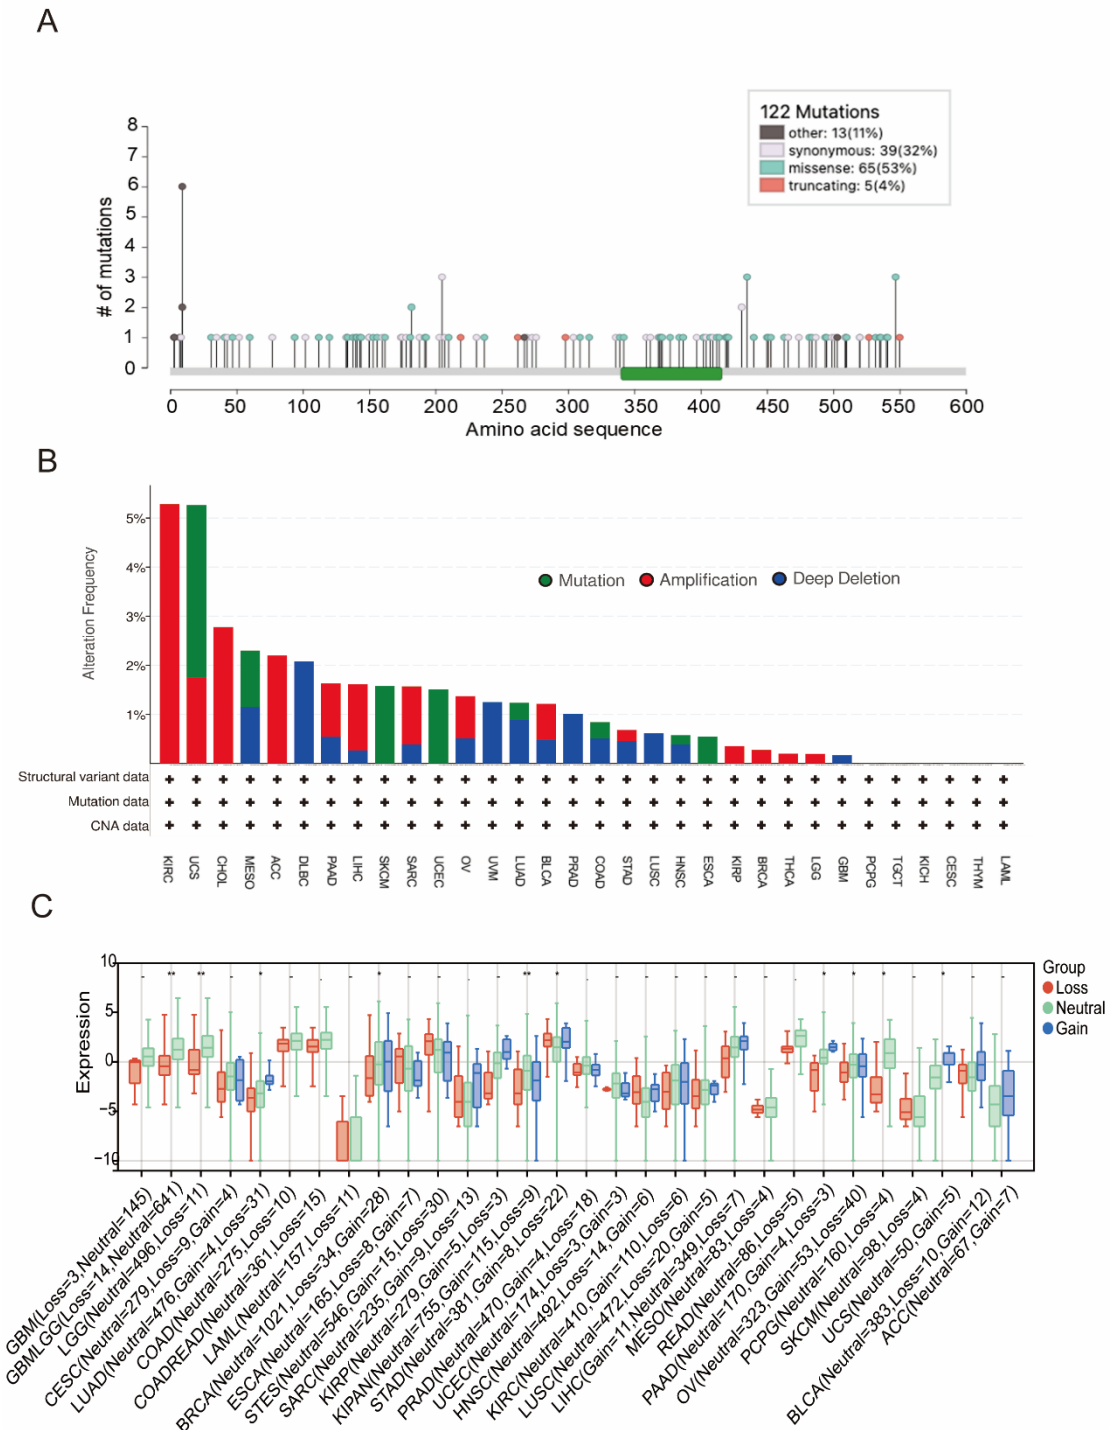 A
122 Mutations
other: 13(11%)
synonymous: 39(32%)
missense: 65(53%)
truncating: 5(4%)
# of mutations
8
7
6
5
4
3
2
1
0
0 50 100 150 200 250 300 350 400 450 500 550 600
Amino acid sequence
B
Alteration Frequency
5%
4%
3%
2%
1%
Mutation Amplification Deep Deletion
Structural variant data + + + + + + + + + + + + + + + + + + + + + + + + + + + + + + + +
Mutation data + + + + + + + + + + + + + + + + + + + + + + + + + + + + + + + +
CNA data + + + + + + + + + + + + + + + + + + + + + + + + + + + + + + + +
KIRC UCS CHOL MESO ACC DLBC PAAD LIHC SKCM SARC UCEC OV UVM LUAD BLCA PRAD COAD STAD LUSC HNSC ESCA KIRP BRCA THCA LGG GBM PCPG TGCT KICH CESC THYM LAML
C
Expression
10
5
0
−5
−10
- ** ** - * - - - * - - - - ** * - - - - - - - - * * * - * - -
Group
Loss
Neutral
Gain
GBM(Loss=3,Neutral=145)
GBMLGG(Loss=14,Neutral=641)
LGG(Neutral=496, Loss=11)
CESC(Neutral=279, Loss=9, Gain=4)
LUAD(Neutral=476, Gain=4, Loss=31)
COAD(Neutral=275, Loss=10)
COADREAD(Neutral=361, Loss=15)
LAML(Neutral=157, Loss=11)
BRCA(Neutral=1021, Loss=34, Gain=28)
ESCA(Neutral=165, Loss=8, Gain=7)
STES(Neutral=546, Gain=15, Loss=30)
SARC(Neutral=235, Gain=9, Loss=13)
KIRP(Neutral=279, Gain=5, Loss=3)
KIPAN(Neutral=755, Gain=115, Loss=9)
STAD(Neutral=381, Gain=8, Loss=22)
PRAD(Neutral=470, Gain=4, Loss=18)
UCEC(Neutral=174, Loss=3, Gain=3)
HNSC(Neutral=492, Loss=14, Gain=6)
KIRC(Neutral=410, Gain=110, Loss=6)
LUSC(Neutral=472, Loss=20, Gain=5)
LIHC(Gain=11,Neutral=349, Loss=7)
MESO(Neutral=83, Loss=4)
READ(Neutral=86, Loss=5)
PAAD(Neutral=170, Gain=4, Loss=3)
OV(Neutral=323, Gain=53, Loss=40)
PCPG(Neutral=160, Loss=4)
SKCM(Neutral=98, Loss=4)
UCS(Neutral=50, Gain=5)
BLCA(Neutral=383, Loss=10, Gain=12)
ACC(Neutral=67, Gain=7)